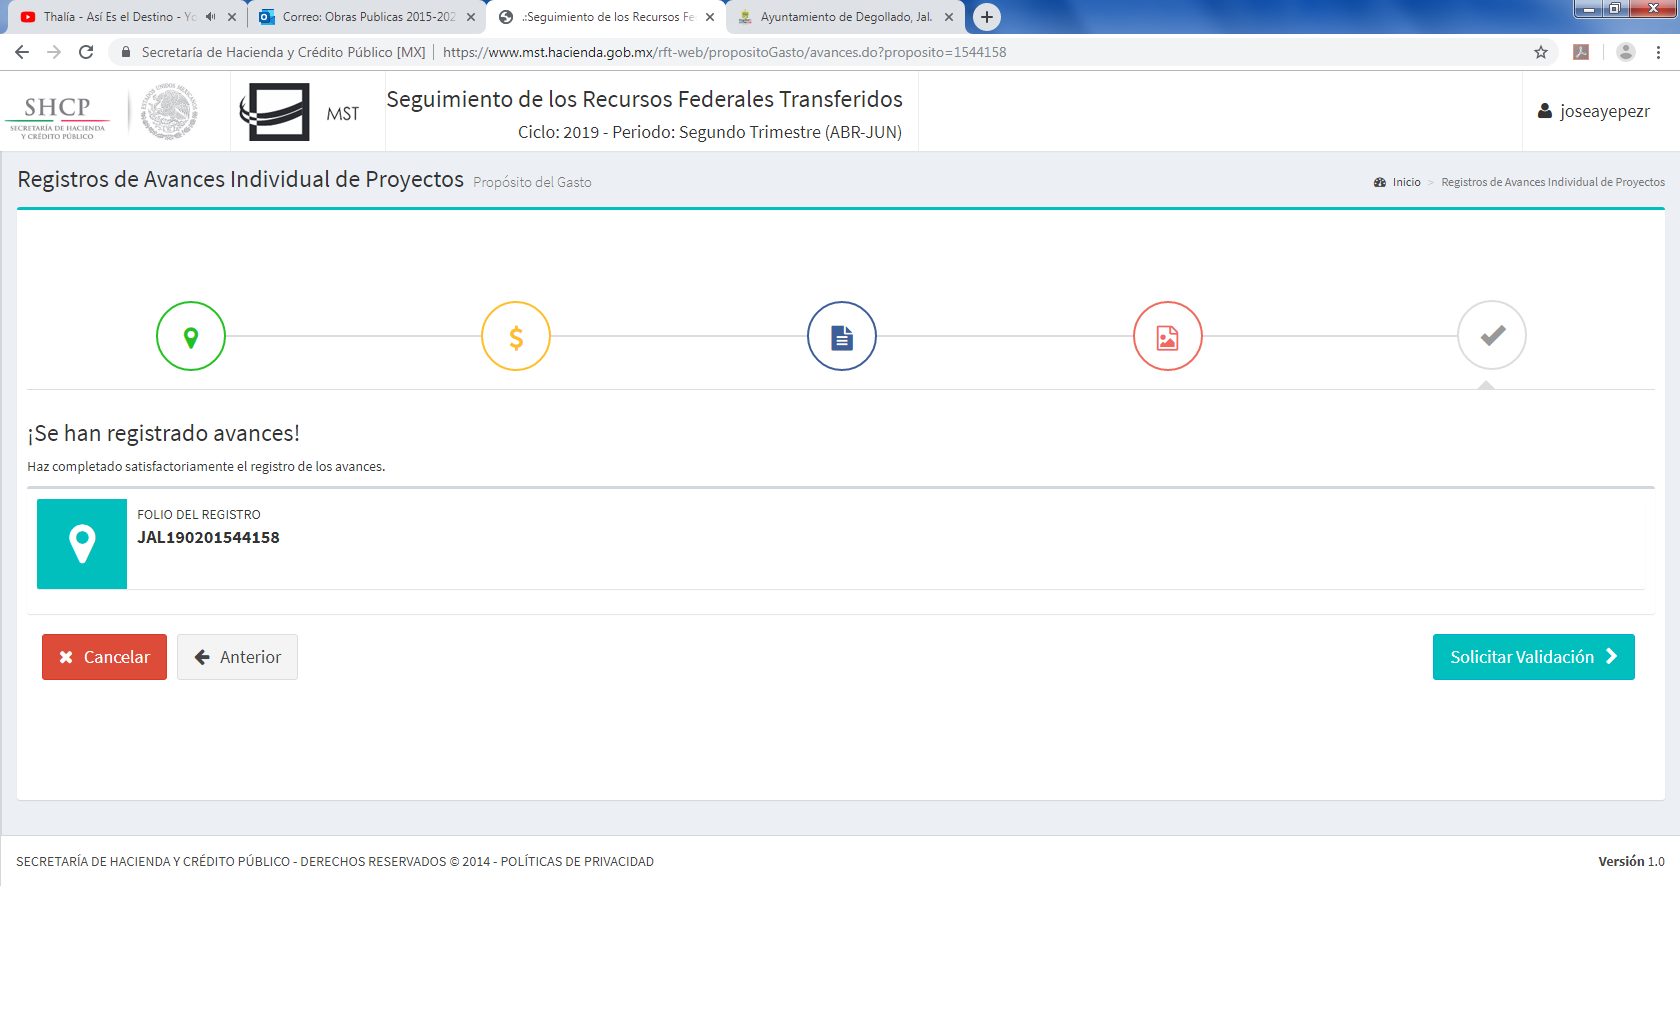 Thalía - Así Es el Destino - Yo
Correo: Obras Publicas 2015-202
.:Seguimiento de los Recursos Fe
Ayuntamiento de Degollado, Jal.
Secretaría de Hacienda y Crédito Público [MX] | https://www.mst.hacienda.gob.mx/rft-web/propositoGasto/avances.do?proposito=1544158
SHCP
SECRETARÍA DE HACIENDA
Y CRÉDITO PÚBLICO
ESTADOS UNIDOS MEXICANOS
MST
Seguimiento de los Recursos Federales Transferidos
Ciclo: 2019 - Periodo: Segundo Trimestre (ABR-JUN)
joseayepezr
Registros de Avances Individual de Proyectos Propósito del Gasto
Inicio > Registros de Avances Individual de Proyectos
¡Se han registrado avances!
Haz completado satisfactoriamente el registro de los avances.
FOLIO DEL REGISTRO
JAL190201544158
Cancelar
Anterior
Solicitar Validación
SECRETARÍA DE HACIENDA Y CRÉDITO PÚBLICO - DERECHOS RESERVADOS © 2014 - POLÍTICAS DE PRIVACIDAD
Versión 1.0